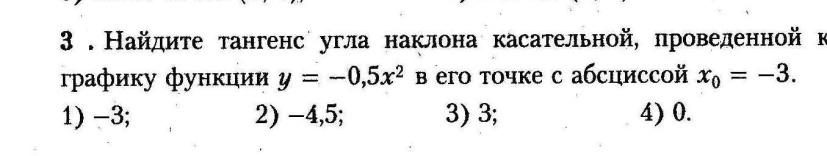 3 . Найдите тангенс угла наклона касательной, проведенной к
графику функции y = −0,5x² в его точке с абсциссой x₀ = −3.
1) −3; 2) −4,5; 3) 3; 4) 0.